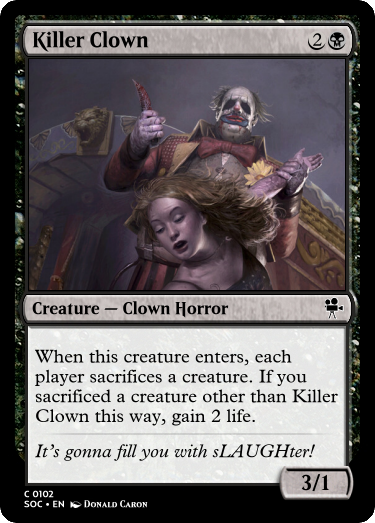 Killer Clown 2
Creature — Clown Horror
When this creature enters, each
player sacrifices a creature. If you
sacrificed a creature other than Killer
Clown this way, gain 2 life.
It's gonna fill you with sLAUGHter!
3/1
C 0102
SOC • EN Donald Caron